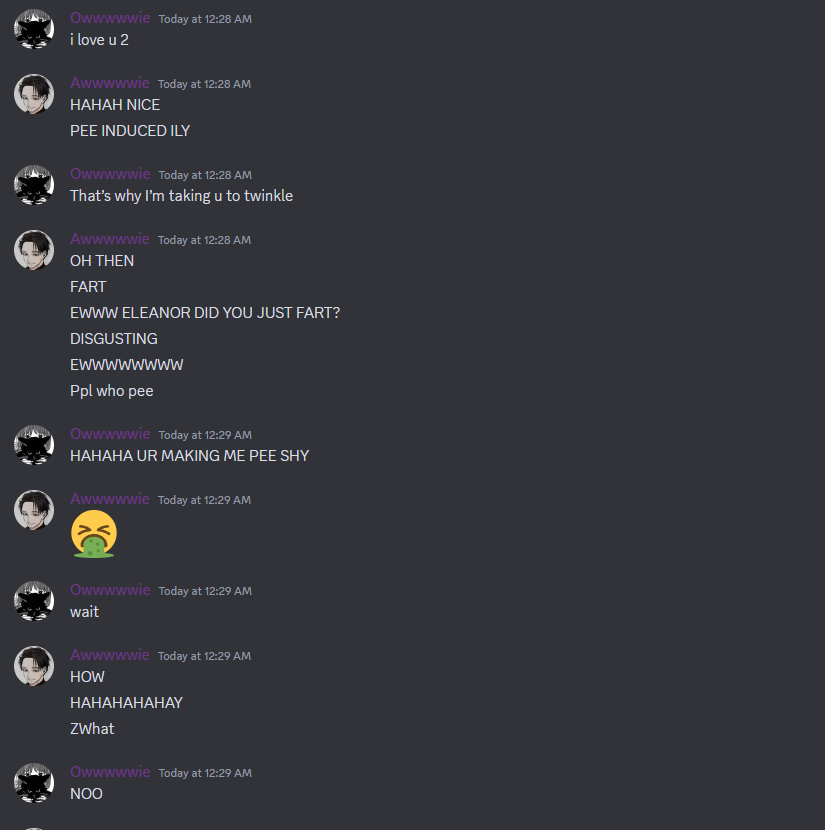 Owwwwwie Today at 12:28 AM
i love u 2
Awwwwwie Today at 12:28 AM
HAHAH NICE
PEE INDUCED ILY
Owwwwwie Today at 12:28 AM
That's why I'm taking u to twinkle
Awwwwwie Today at 12:28 AM
OH THEN
FART
EWWW ELEANOR DID YOU JUST FART?
DISGUSTING
EWWWWWWWW
Ppl who pee
Owwwwwie Today at 12:29 AM
HAHAHA UR MAKING ME PEE SHY
Awwwwwie Today at 12:29 AM
Owwwwwie Today at 12:29 AM
wait
Awwwwwie Today at 12:29 AM
HOW
HAHAHAHAHAY
ZWhat
Owwwwwie Today at 12:29 AM
NOO